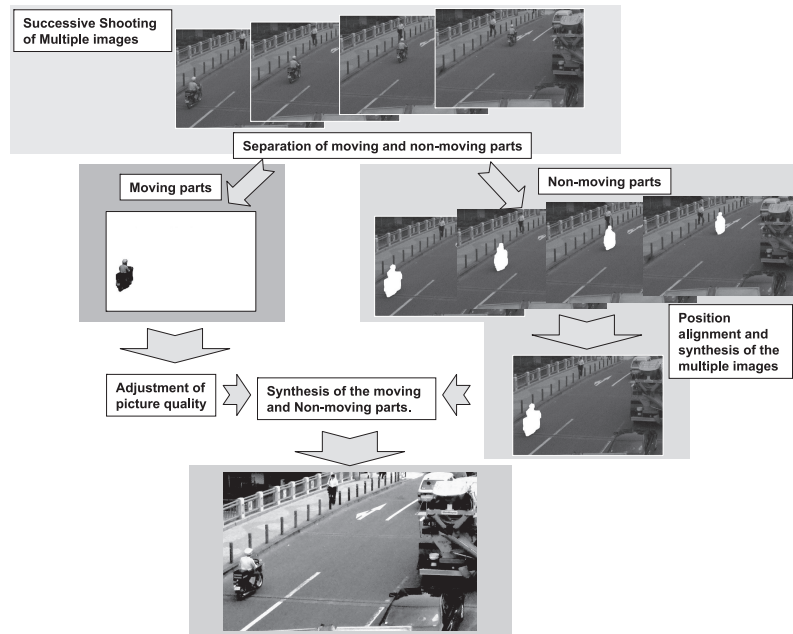 Successive Shooting
of Multiple images
Separation of moving and non-moving parts
Moving parts
Non-moving parts
Position
alignment and
synthesis of the
multiple images
Adjustment of
picture quality
Synthesis of the moving
and Non-moving parts.